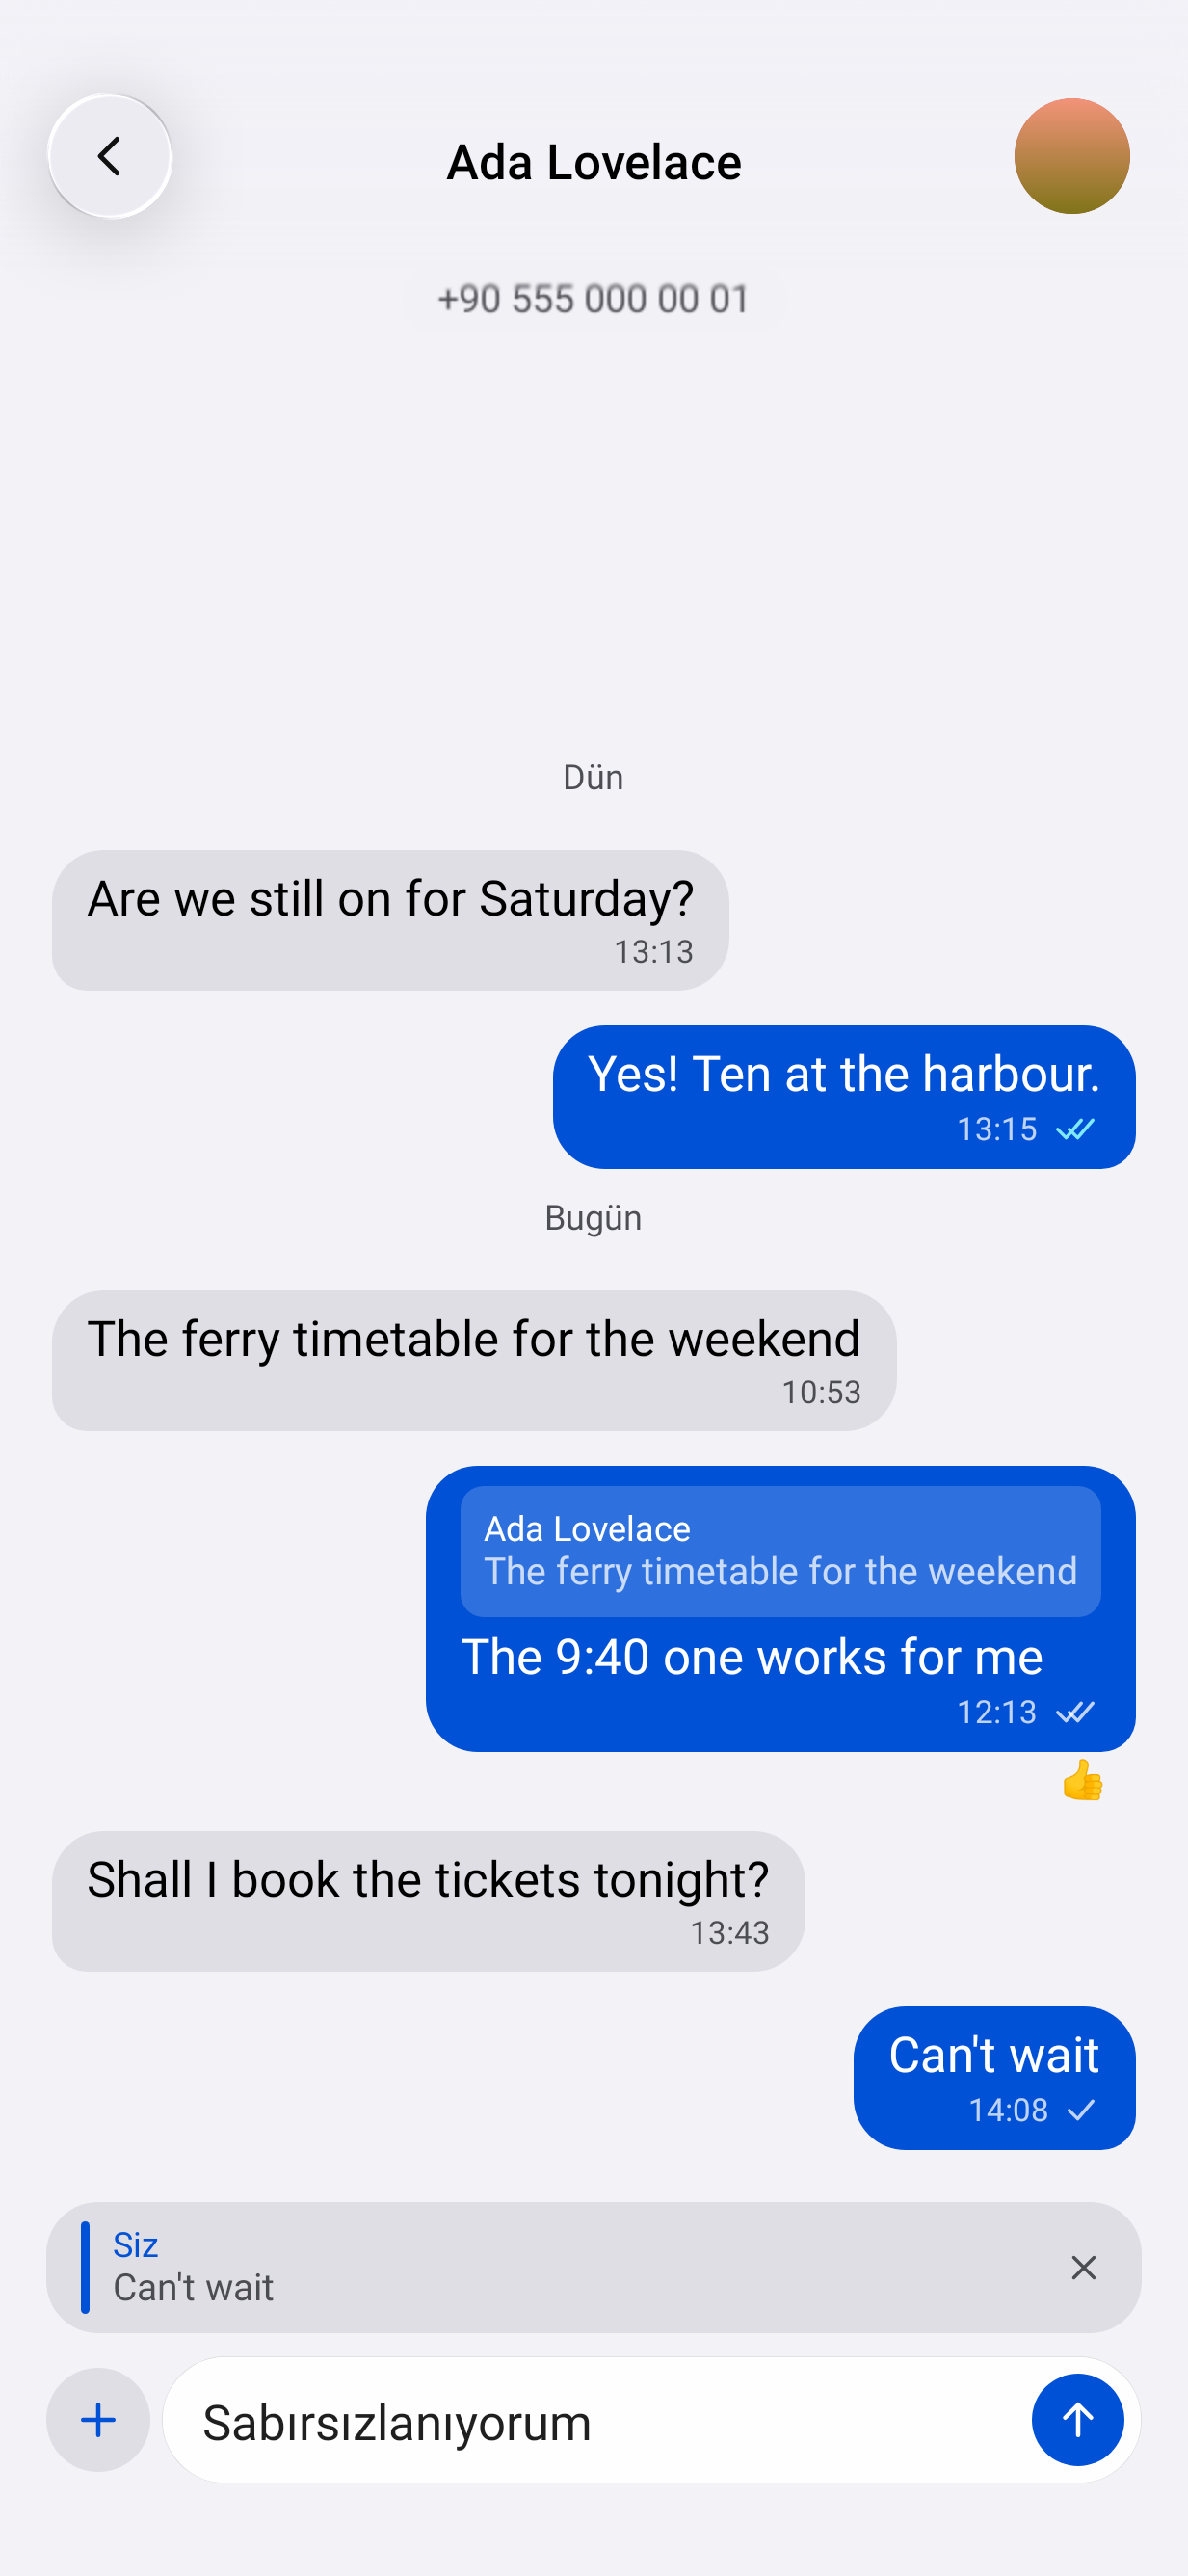 Ada Lovelace
+90 555 000 00 01
Dün
Are we still on for Saturday?
13:13
Yes! Ten at the harbour.
13:15
Bugün
The ferry timetable for the weekend
10:53
Ada Lovelace
The ferry timetable for the weekend
The 9:40 one works for me
12:13
Shall I book the tickets tonight?
13:43
Can't wait
14:08
Siz
Can't wait
Sabırsızlanıyorum